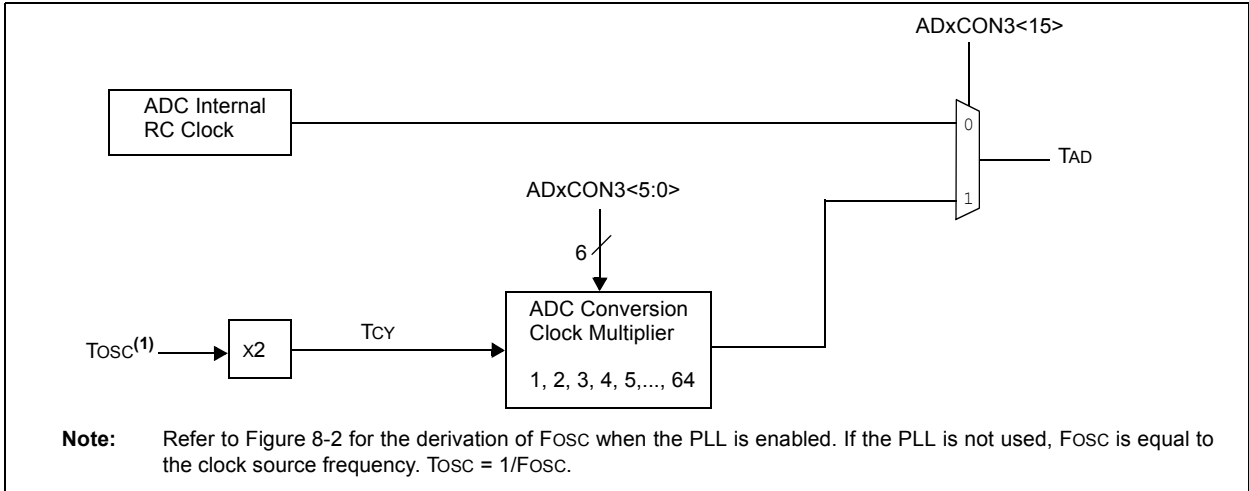 ADxCON3<15>
ADC Internal
RC Clock
0
TAD
ADxCON3<5:0>
1
6
ADC Conversion
Clock Multiplier
TOSC(1)
X2
TCY
1, 2, 3, 4, 5,..., 64
Note: Refer to Figure 8-2 for the derivation of FOSC when the PLL is enabled. If the PLL is not used, FOSC is equal to
the clock source frequency. TOSC = 1/FOSC.